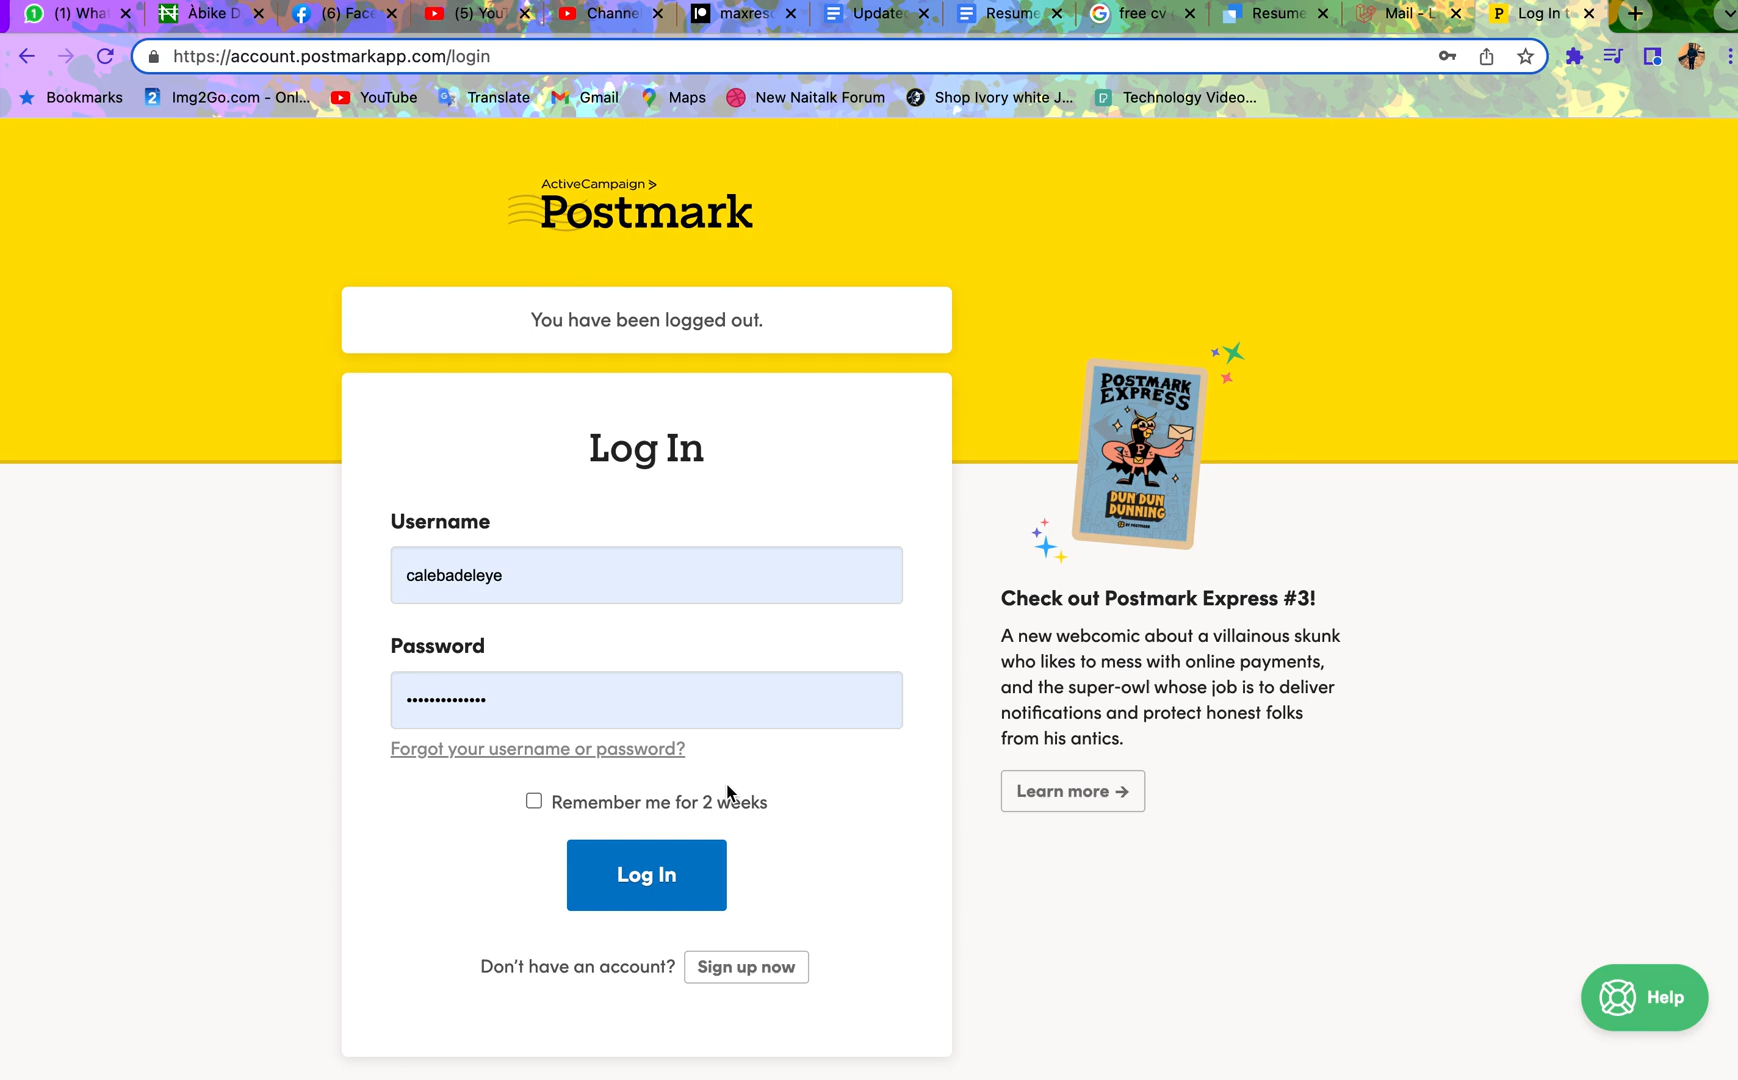 (1) What
Àbike D
(6) Face
(5) YouT
Channel
maxresd
Update
Resume
free cv
Resume
Mail - L
Log In t
https://account.postmarkapp.com/login
Bookmarks
Img2Go.com - Onl...
YouTube
Translate
Gmail
Maps
New Naitalk Forum
Shop Ivory white J...
Technology Video...
ActiveCampaign >
Postmark
You have been logged out.
Log In
Username
calebadeleye
Password
••••••••••••••
Forgot your username or password?
Remember me for 2 weeks
Log In
Don't have an account? Sign up now
POSTMARK
EXPRESS
P
DUN DUN
DUNNING
Check out Postmark Express #3!
A new webcomic about a villainous skunk
who likes to mess with online payments,
and the super-owl whose job is to deliver
notifications and protect honest folks
from his antics.
Learn more →
Help